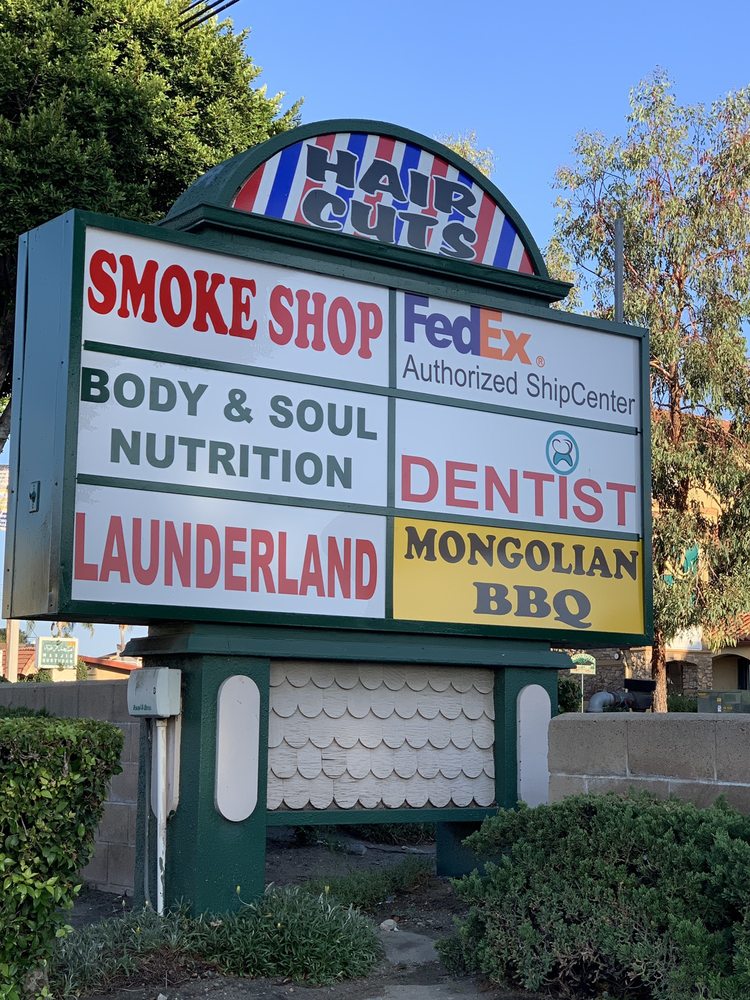 HAIR
CUTS
SMOKE SHOP
FedEx®
Authorized ShipCenter
BODY & SOUL
NUTRITION
DENTIST
LAUNDERLAND
MONGOLIAN
BBQ